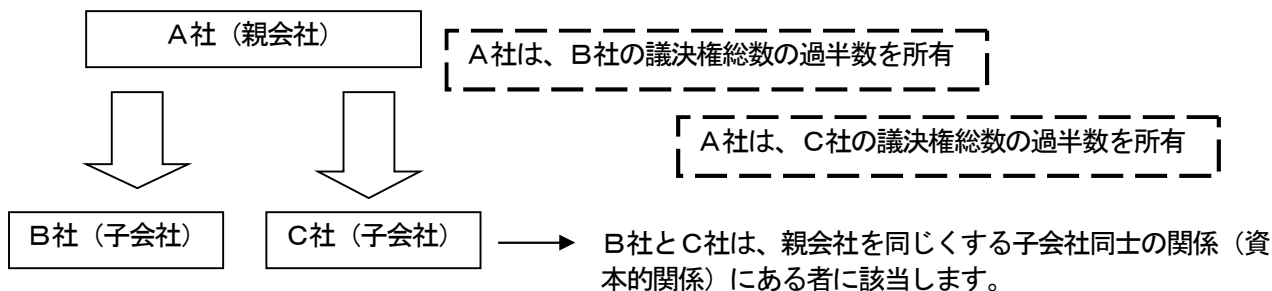 A社（親会社）
A社は、B社の議決権総数の過半数を所有
A社は、C社の議決権総数の過半数を所有
B社（子会社）
C社（子会社）
B社とC社は、親会社を同じくする子会社同士の関係（資
本的関係）にある者に該当します。